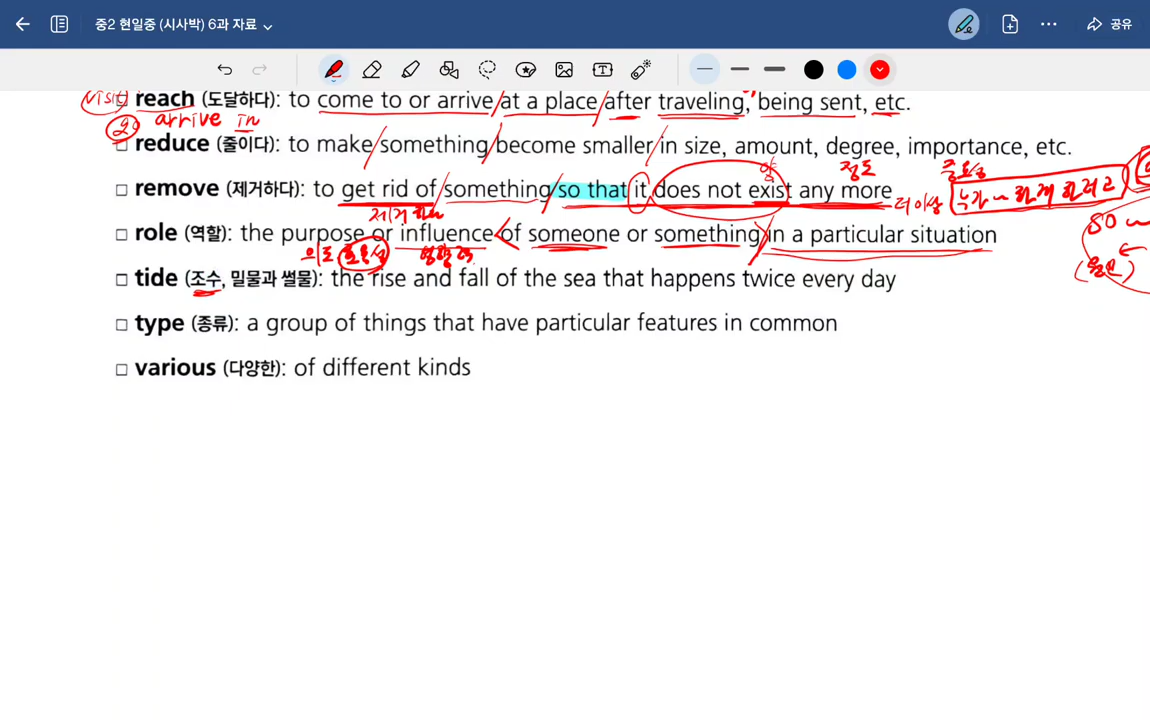 중2 현일중 (시사박) 6과 자료
공유
visit
reach (도달하다): to come to or arrive at a place after traveling, being sent, etc.
arrive in
reduce (줄이다): to make something become smaller in size, amount, degree, importance, etc.
양 정도 중요성
remove (제거하다): to get rid of something so that it does not exist any more
제거하다 더 이상
role (역할): the purpose or influence of someone or something in a particular situation
의도 영향력
so
tide (조수, 밀물과 썰물): the rise and fall of the sea that happens twice every day
type (종류): a group of things that have particular features in common
various (다양한): of different kinds